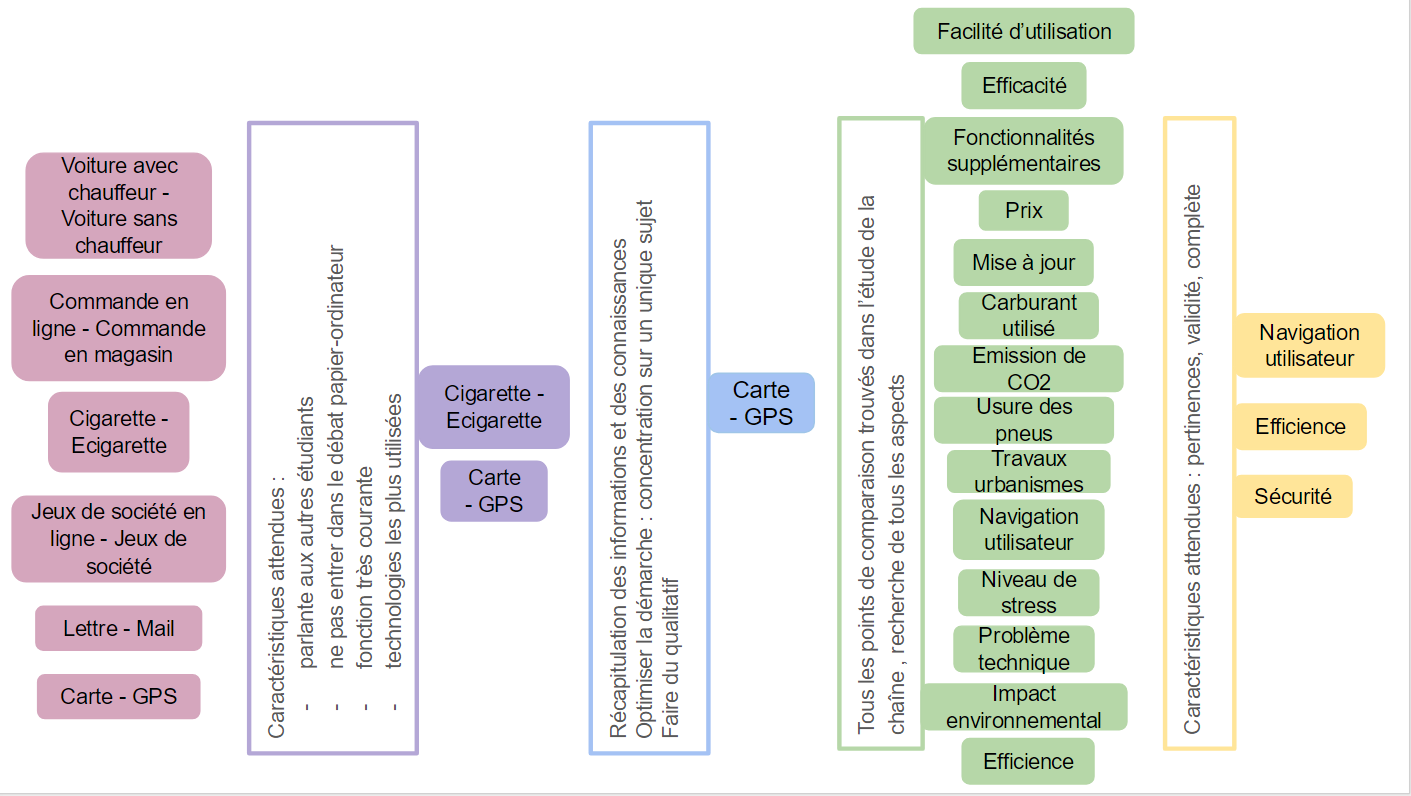 Voiture avec
chauffeur -
Voiture sans
chauffeur
Commande en
ligne - Commande
en magasin
Cigarette -
Ecigarette
Jeux de société en
ligne - Jeux de
société
Lettre - Mail
Carte - GPS
Caractéristiques attendues :
- parlante aux autres étudiants
- ne pas entrer dans le débat papier-ordinateur
- fonction très courante
- technologies les plus utilisées
Cigarette -
Ecigarette
Carte
- GPS
Récapitulation des informations et des connaissances
Optimiser la démarche : concentration sur un unique sujet
Faire du qualitatif
Carte
- GPS
Tous les points de comparaison trouvés dans l'étude de la
chaîne , recherche de tous les aspects
Facilité d'utilisation
Efficacité
Fonctionnalités
supplémentaires
Prix
Mise à jour
Carburant
utilisé
Emission de
CO2
Usure des
pneus
Travaux
urbanismes
Navigation
utilisateur
Niveau de
stress
Problème
technique
Impact
environnemental
Efficience
Caractéristiques attendues : pertinences, validité, complète
Navigation
utilisateur
Efficience
Sécurité